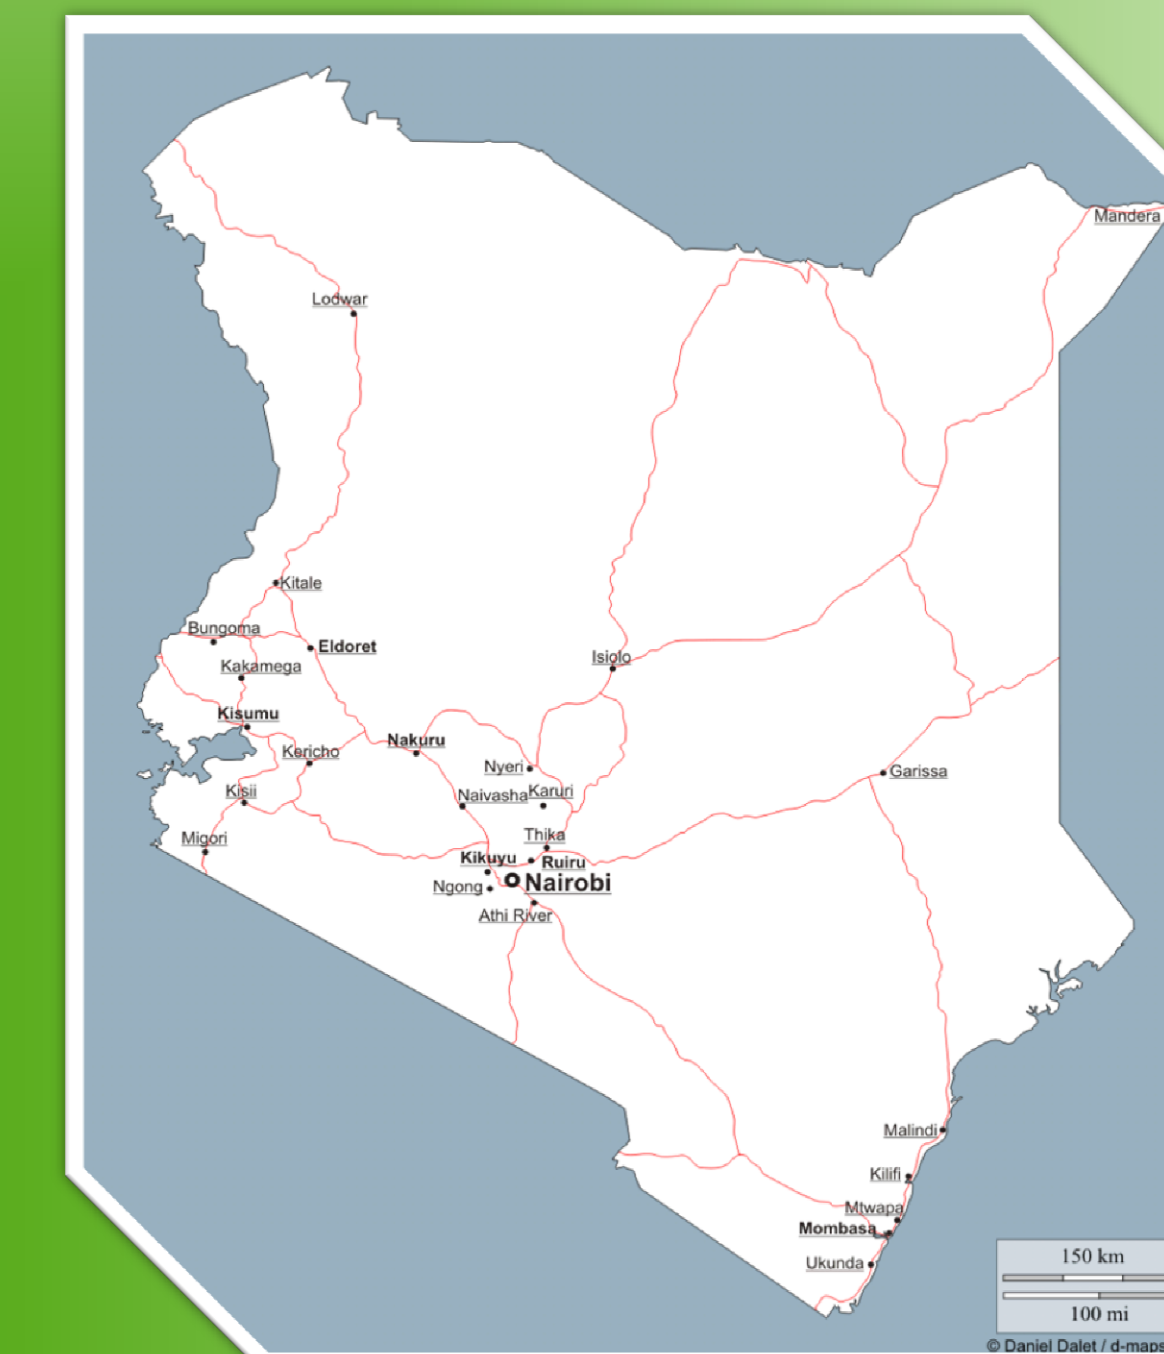 Mandera
Lodwar
Kitale
Bungoma
Eldoret
Kakamega
Isiolo
Kisumu
Nakuru
Kericho
Nyeri
Garissa
Kisii
Naivasha
Karuri
Migori
Thika
Kikuyu
Ruiru
Ngong
Nairobi
Athi River
Malindi
Kilifi
Mtwapa
Mombasa
Ukunda
150 km
100 mi
© Daniel Dalet / d-maps